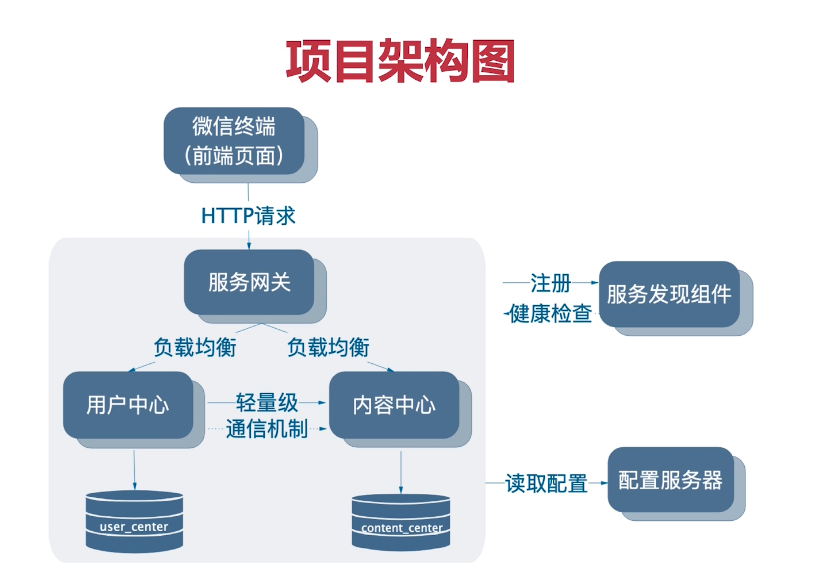 项目架构图
微信终端
（前端页面）
HTTP请求
服务网关
注册
服务发现组件
健康检查
负载均衡
负载均衡
用户中心
轻量级
通信机制
内容中心
读取配置
配置服务器
user_center
content_center